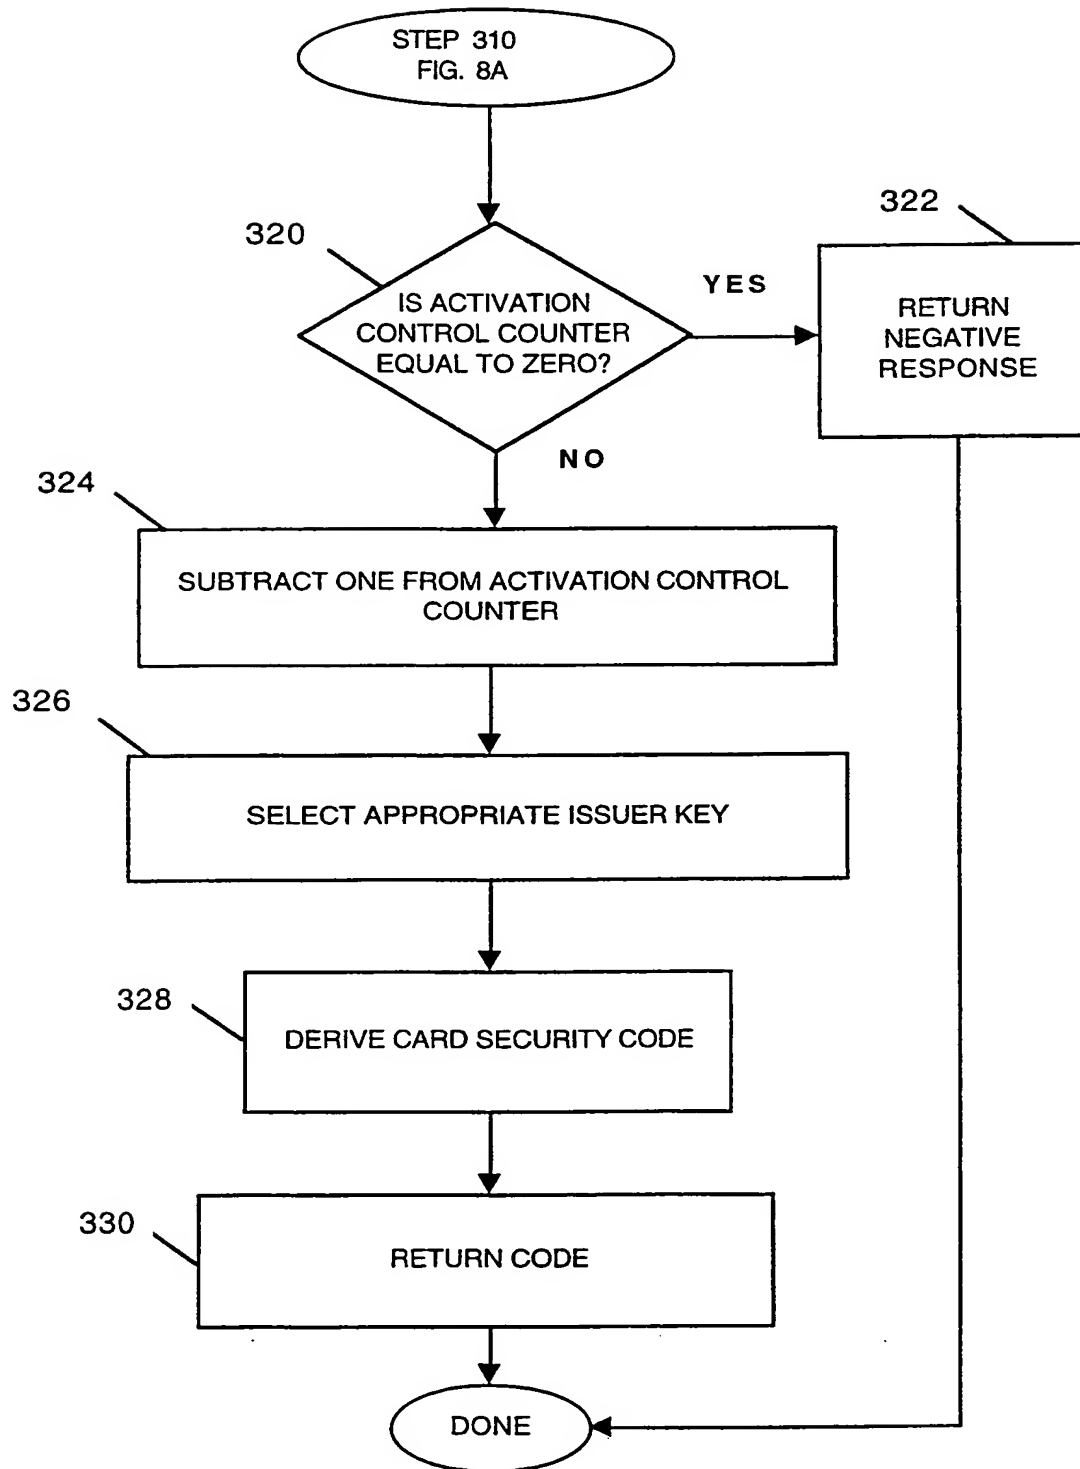 STEP 310
FIG. 8A
320
IS ACTIVATION
CONTROL COUNTER
EQUAL TO ZERO?
YES
322
RETURN
NEGATIVE
RESPONSE
NO
324
SUBTRACT ONE FROM ACTIVATION CONTROL
COUNTER
326
SELECT APPROPRIATE ISSUER KEY
328
DERIVE CARD SECURITY CODE
330
RETURN CODE
DONE